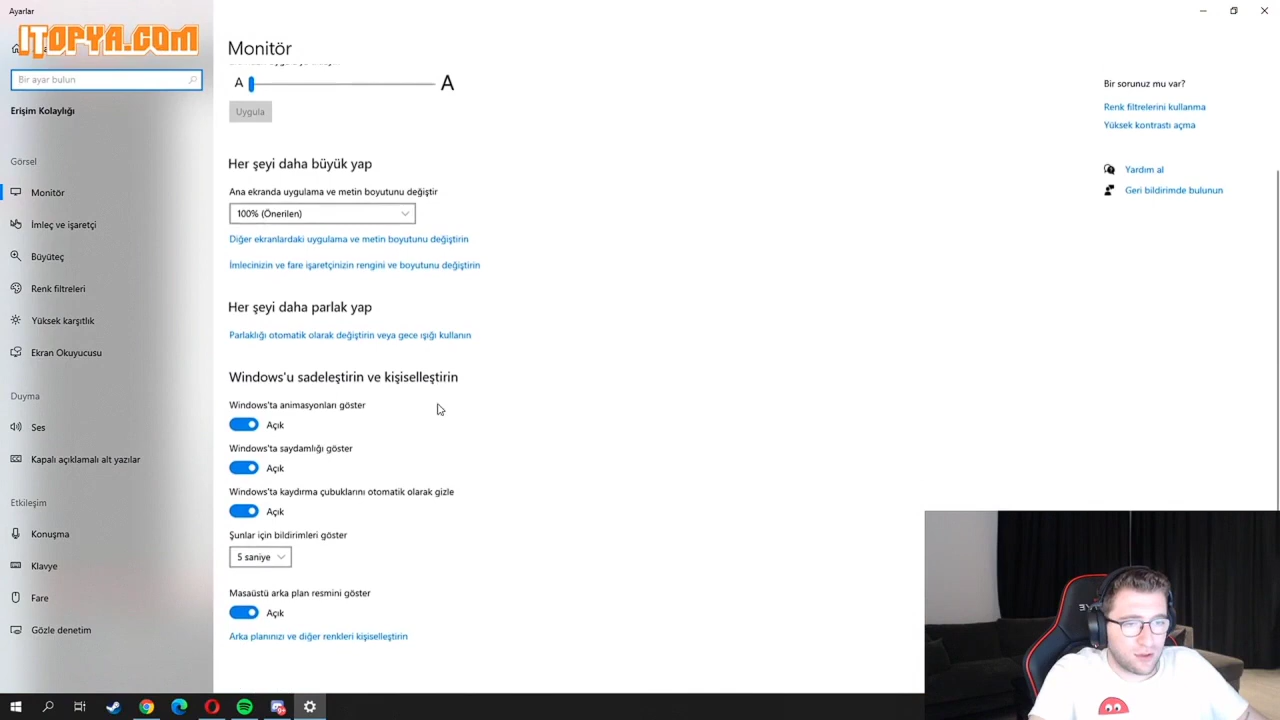 Ayarlar
ITOPYA.COM
Bir ayar bulun
Erişim Kolaylığı
Görsel
Monitör
İmleç ve işaretçi
Büyüteç
Renk filtreleri
Yüksek karşıtlık
Ekran Okuyucusu
Duyma
Ses
Kapalı açıklamalı alt yazılar
Etkileşim
Konuşma
Klavye
Fare
Gözle denetim
Monitör
A A
Uygula
Her şeyi daha büyük yap
Ana ekranda uygulama ve metin boyutunu değiştir
100% (Önerilen)
Diğer ekranlardaki uygulama ve metin boyutunu değiştirin
İmlecinizin ve fare işaretçinizin rengini ve boyutunu değiştirin
Her şeyi daha parlak yap
Parlaklığı otomatik olarak değiştirin veya gece ışığı kullanın
Windows'u sadeleştirin ve kişiselleştirin
Windows'ta animasyonları göster
Açık
Windows'ta saydamlığı göster
Açık
Windows'ta kaydırma çubuklarını otomatik olarak gizle
Açık
Şunlar için bildirimleri göster
5 saniye
Masaüstü arka plan resmini göster
Açık
Arka planınızı ve diğer renkleri kişiselleştirin
Bir sorunuz mu var?
Renk filtrelerini kullanma
Yüksek kontrastı açma
Yardım al
Geri bildirimde bulunun